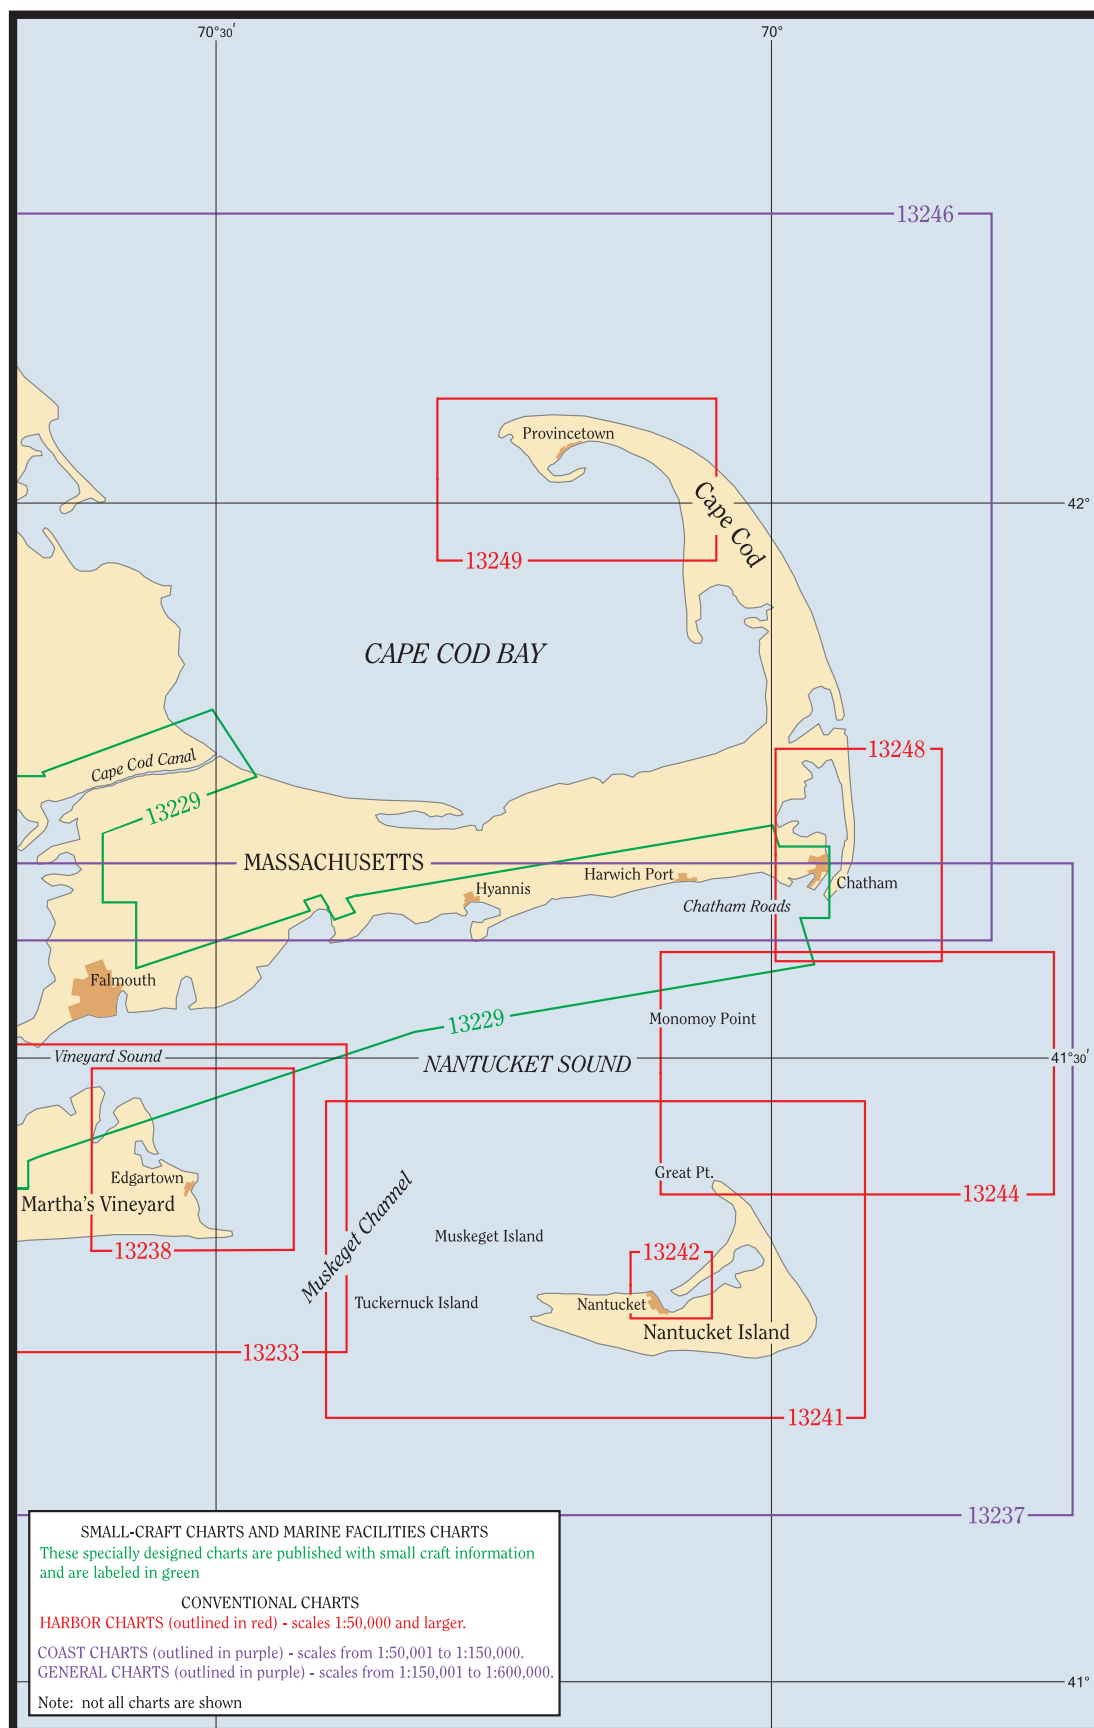 70°30′
70°
13246
Provincetown
Cape Cod
42°
13249
CAPE COD BAY
13248
Cape Cod Canal
13229
MASSACHUSETTS
Harwich Port
Chatham
Hyannis
Chatham Roads
Falmouth
Monomoy Point
13229
Vineyard Sound
NANTUCKET SOUND
41°30′
Great Pt.
Edgartown
13244
Martha's Vineyard
Muskeget Channel
Muskeget Island
13238
13242
Tuckernuck Island
Nantucket
Nantucket Island
13233
13241
13237
SMALL-CRAFT CHARTS AND MARINE FACILITIES CHARTS
These specially designed charts are published with small craft information
and are labeled in green
CONVENTIONAL CHARTS
HARBOR CHARTS (outlined in red) - scales 1:50,000 and larger.
COAST CHARTS (outlined in purple) - scales from 1:50,001 to 1:150,000.
GENERAL CHARTS (outlined in purple) - scales from 1:150,001 to 1:600,000.
Note: not all charts are shown
41°